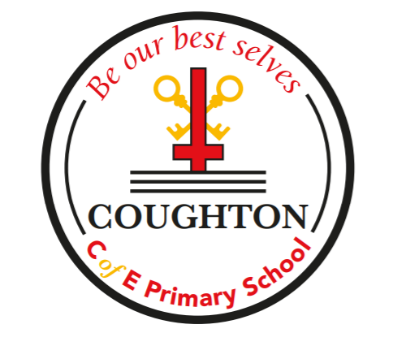 Be our best selves
COUGHTON
C of E Primary School